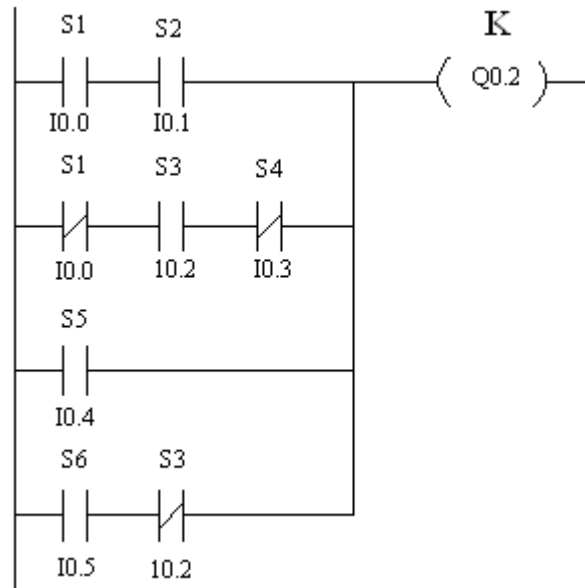 S1 S2 K
Q0.2
I0.0 I0.1
S1 S3 S4
I0.0 10.2 I0.3
S5
I0.4
S6 S3
I0.5 10.2